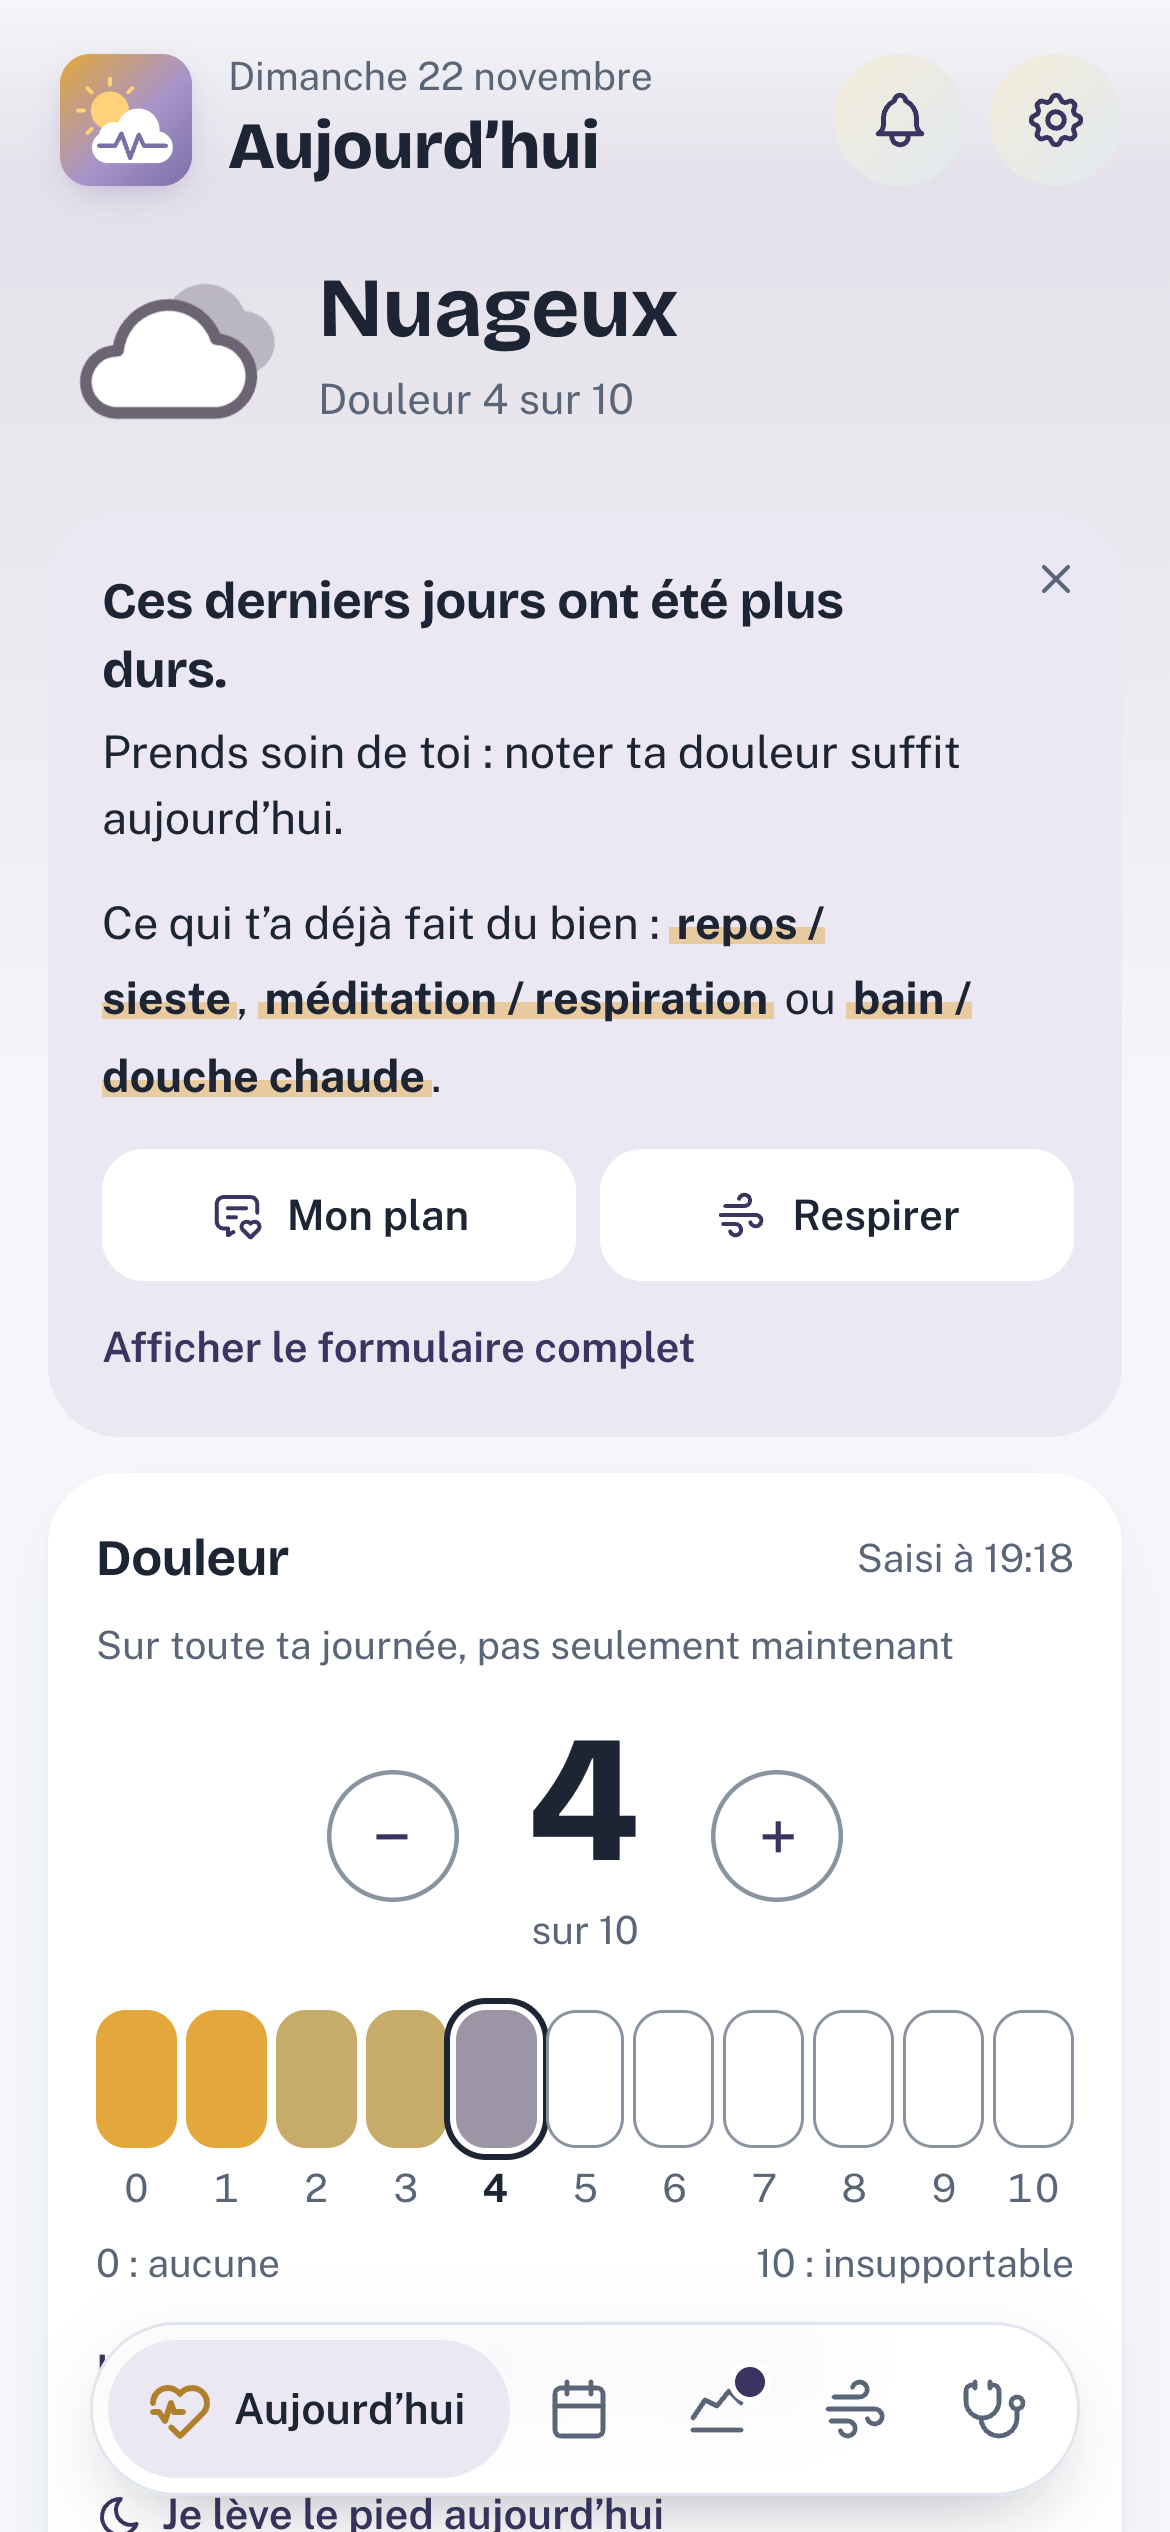 Dimanche 22 novembre
Aujourd’hui
Nuageux
Douleur 4 sur 10
Ces derniers jours ont été plus
durs.
Prends soin de toi : noter ta douleur suffit
aujourd’hui.
Ce qui t’a déjà fait du bien : repos /
sieste, méditation / respiration ou bain /
douche chaude.
Mon plan
Respirer
Afficher le formulaire complet
Douleur
Saisi à 19:18
Sur toute ta journée, pas seulement maintenant
− 4 +
sur 10
0 1 2 3 4 5 6 7 8 9 10
0 : aucune
10 : insupportable
Aujourd’hui
Je lève le pied aujourd’hui